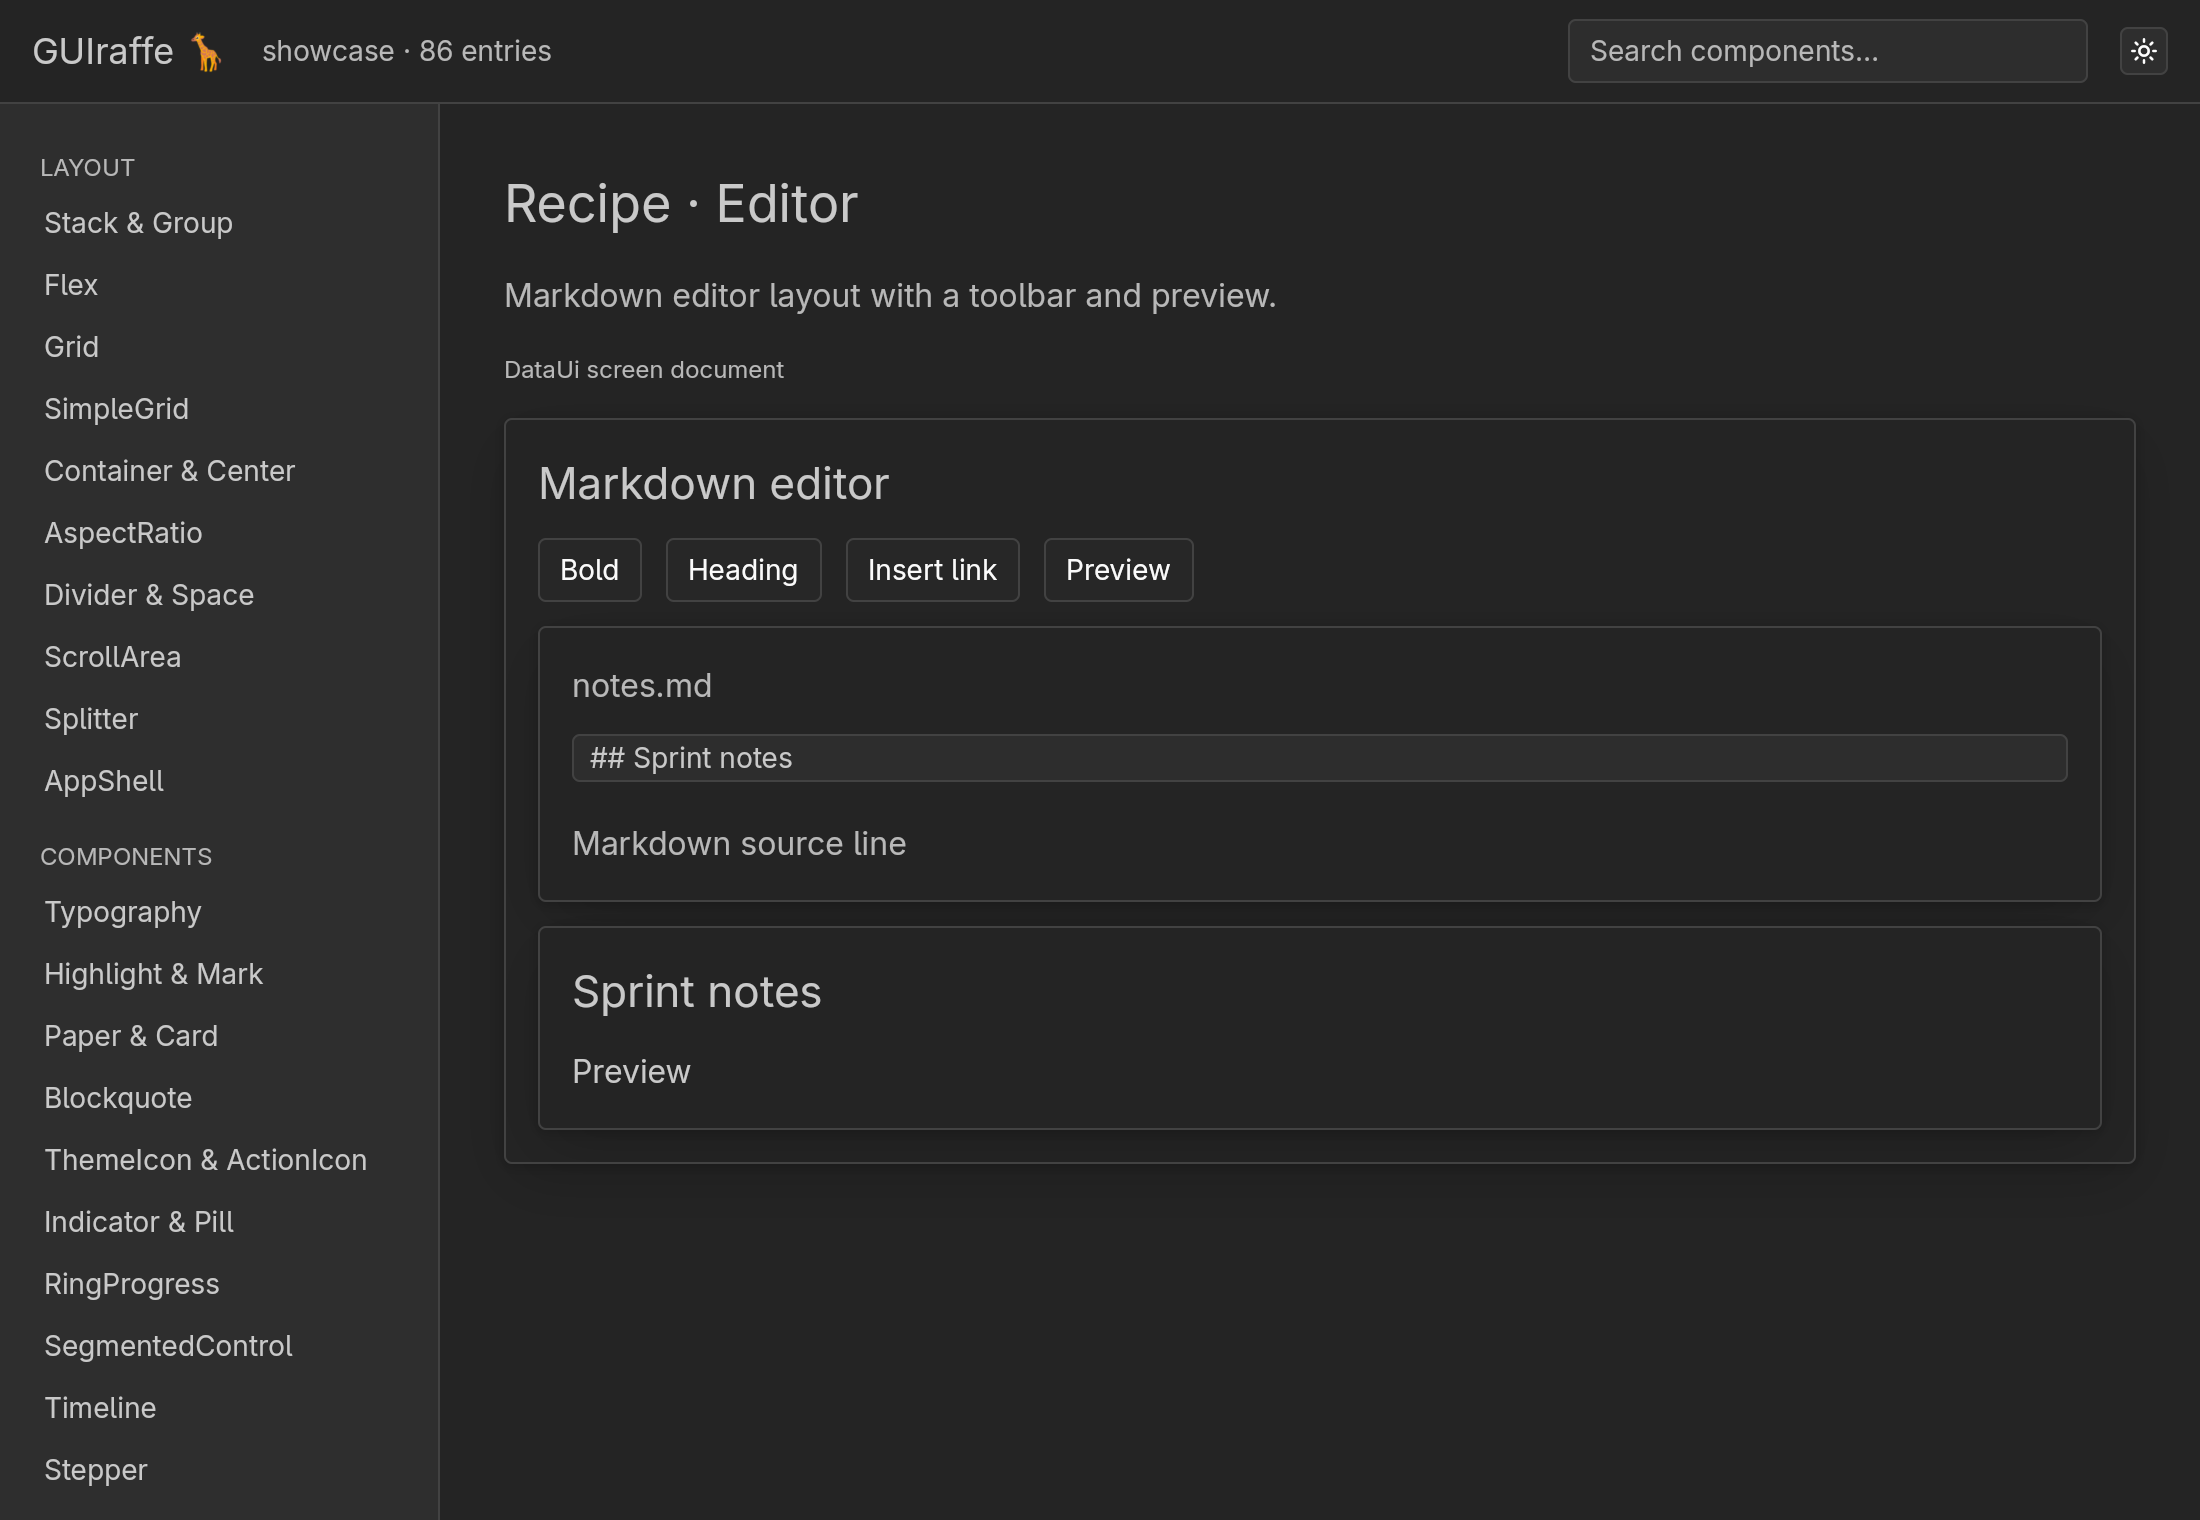 GUIraffe 🦒 showcase · 86 entries
Search components...
LAYOUT
Stack & Group
Flex
Grid
SimpleGrid
Container & Center
AspectRatio
Divider & Space
ScrollArea
Splitter
AppShell
COMPONENTS
Typography
Highlight & Mark
Paper & Card
Blockquote
ThemeIcon & ActionIcon
Indicator & Pill
RingProgress
SegmentedControl
Timeline
Stepper
Recipe · Editor
Markdown editor layout with a toolbar and preview.
DataUi screen document
Markdown editor
Bold Heading Insert link Preview
notes.md
## Sprint notes
Markdown source line
Sprint notes
Preview